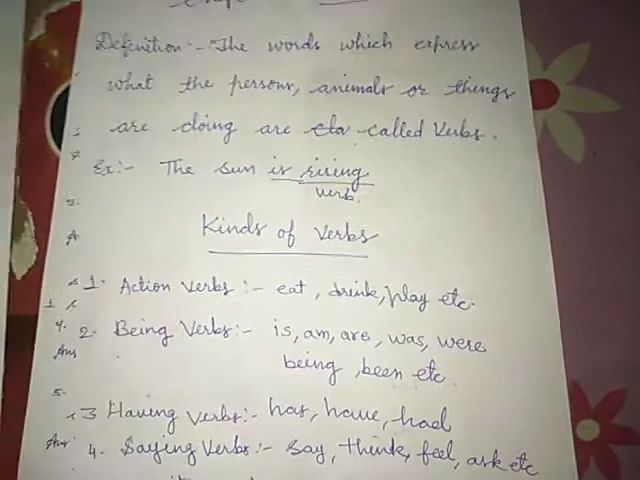 Definition :- "The words which express
what the persons, animals or things
are doing are called Verbs.
Ex:- The sun is rising
verb.
Kinds of Verbs
1. Action Verbs :- eat, drink, play etc.
2. Being Verbs:- is, am, are, was, were
being, been etc.
3 Having Verbs:- has, have, had
4. Saying Verbs :- say, think, feel, ask etc